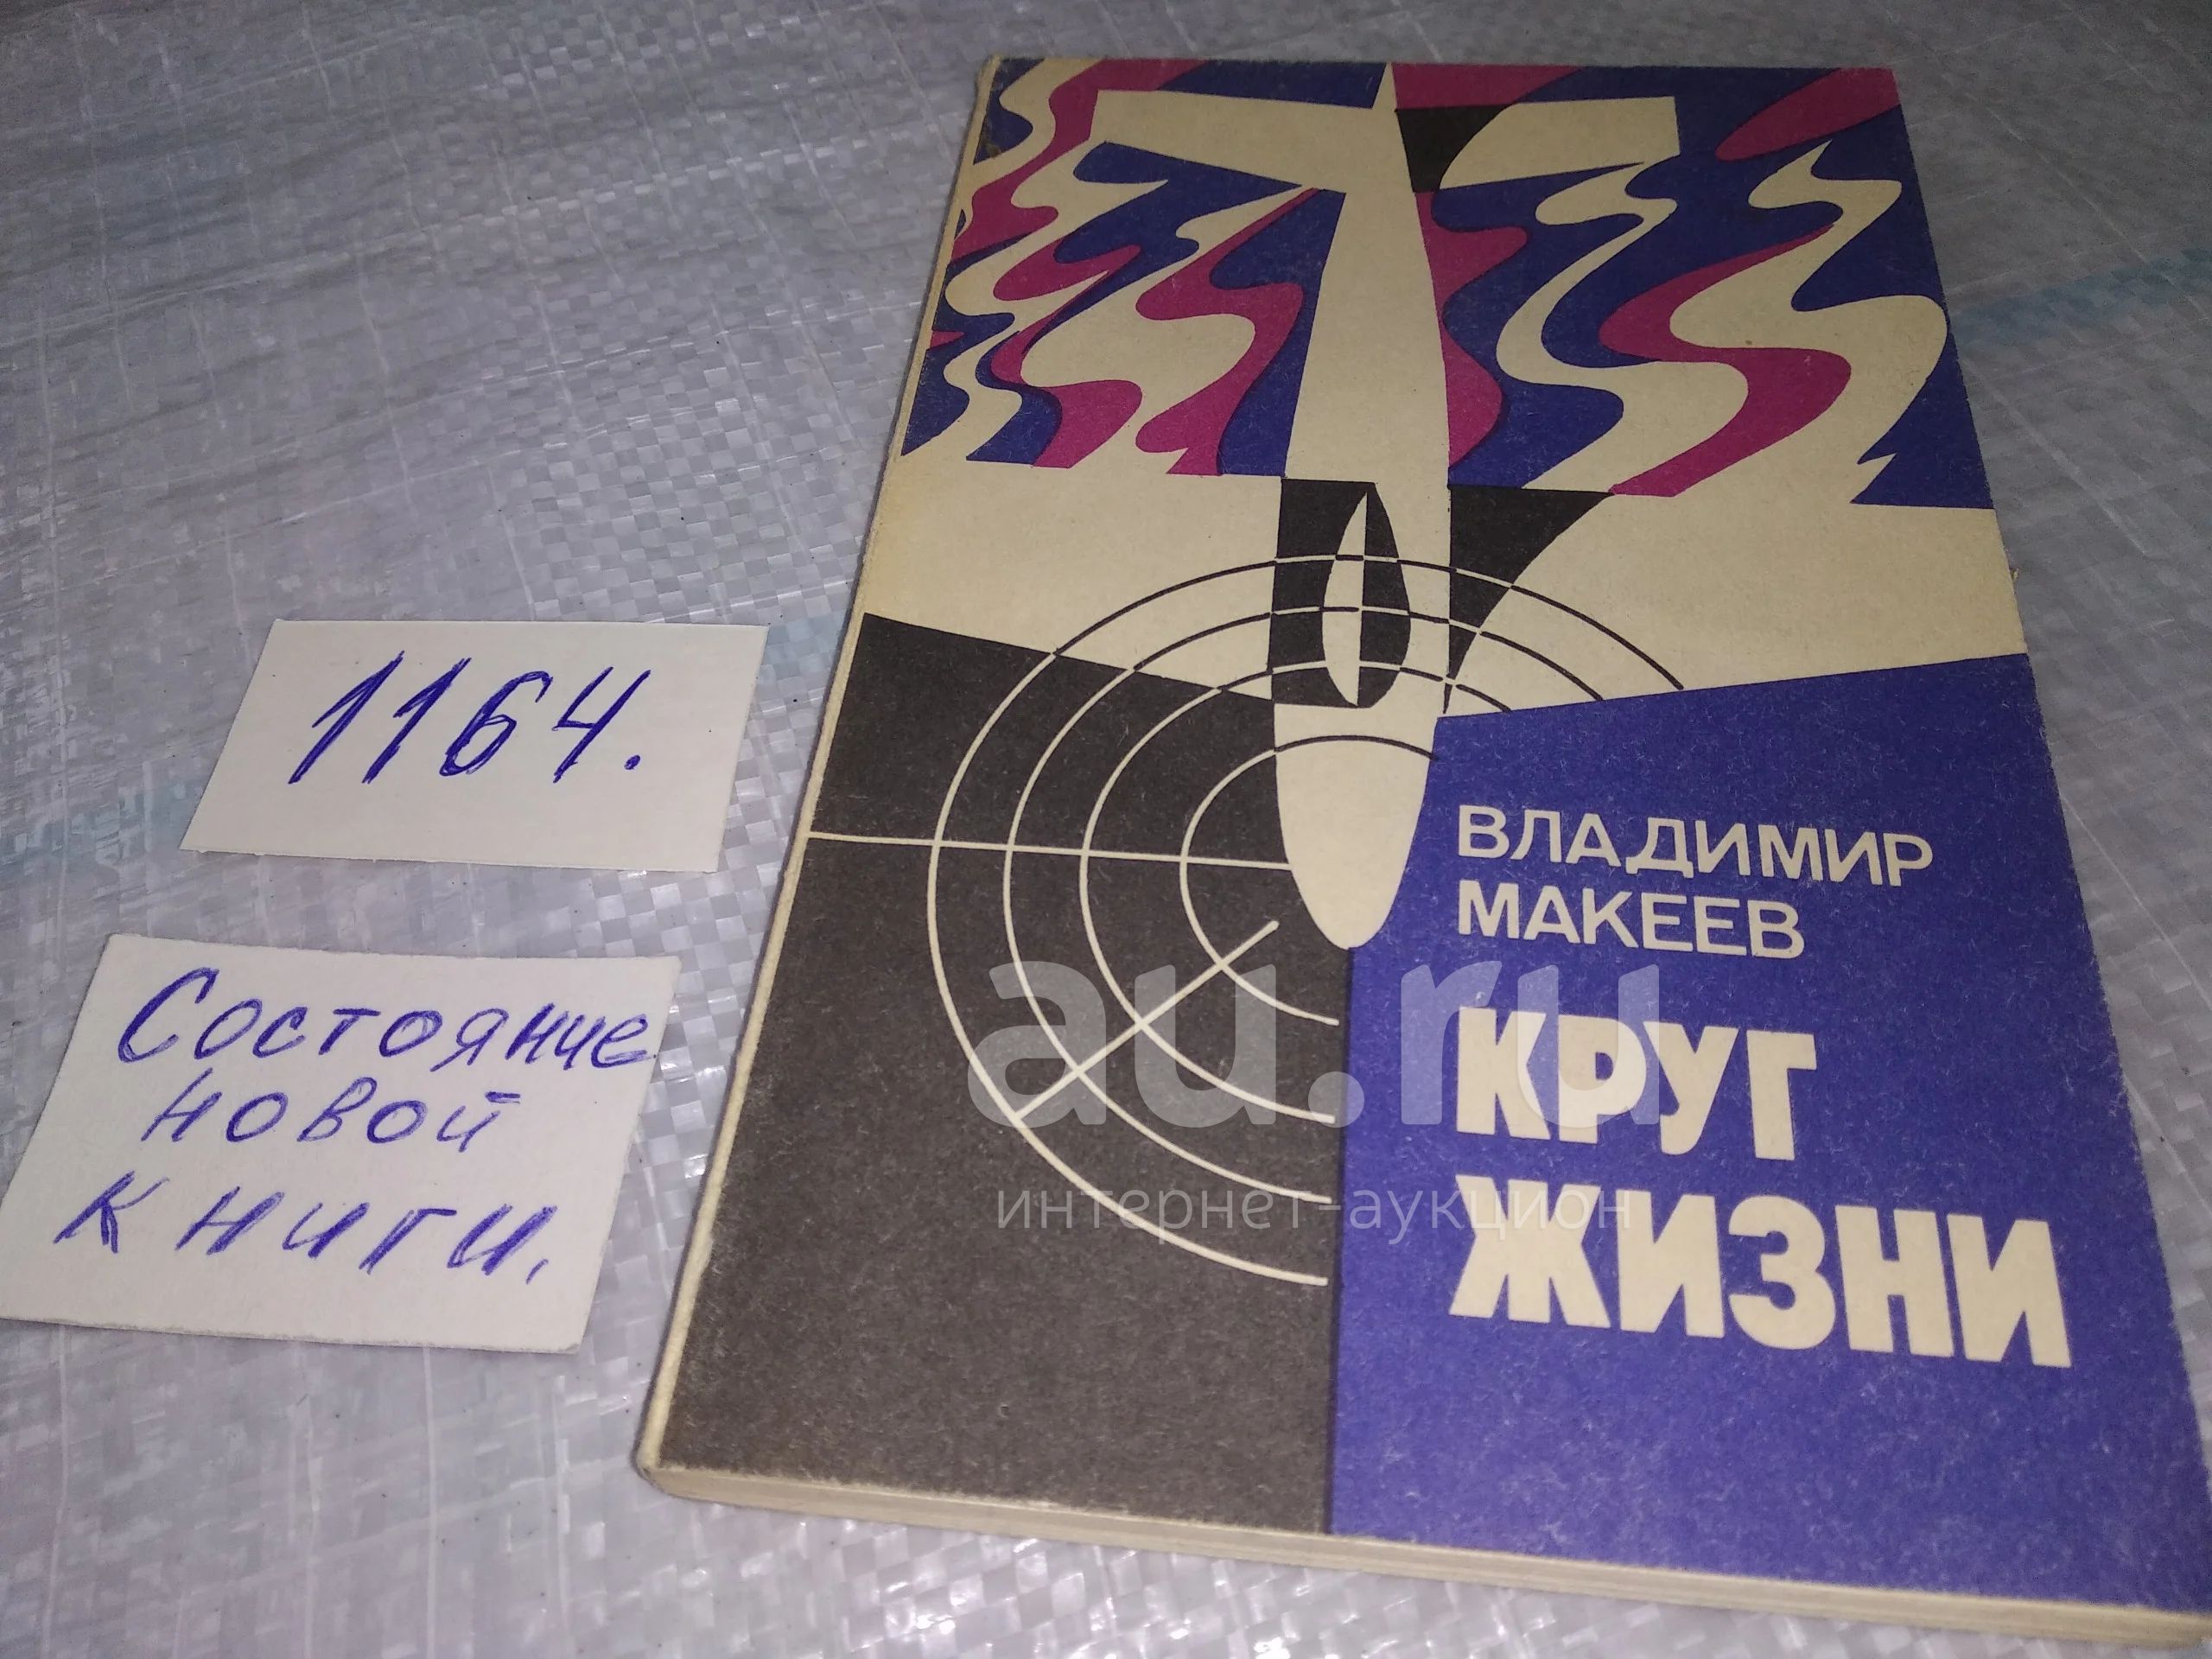 1164.
Состояние
новой
книги.
ВЛАДИМИР
МАКЕЕВ
КРУГ
ЖИЗНИ
au.ru
интернет-аукцион